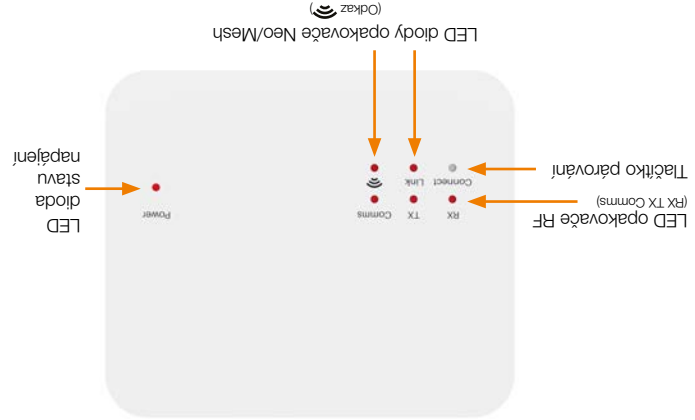 LED opakovače RF
(RX TX Comms)
Tlačítko párování
RX
TX
Comms
Connect
Link
Power
LED
dioda
stavu
napájení
LED diody opakovače Neo/Mesh
(Odkaz )